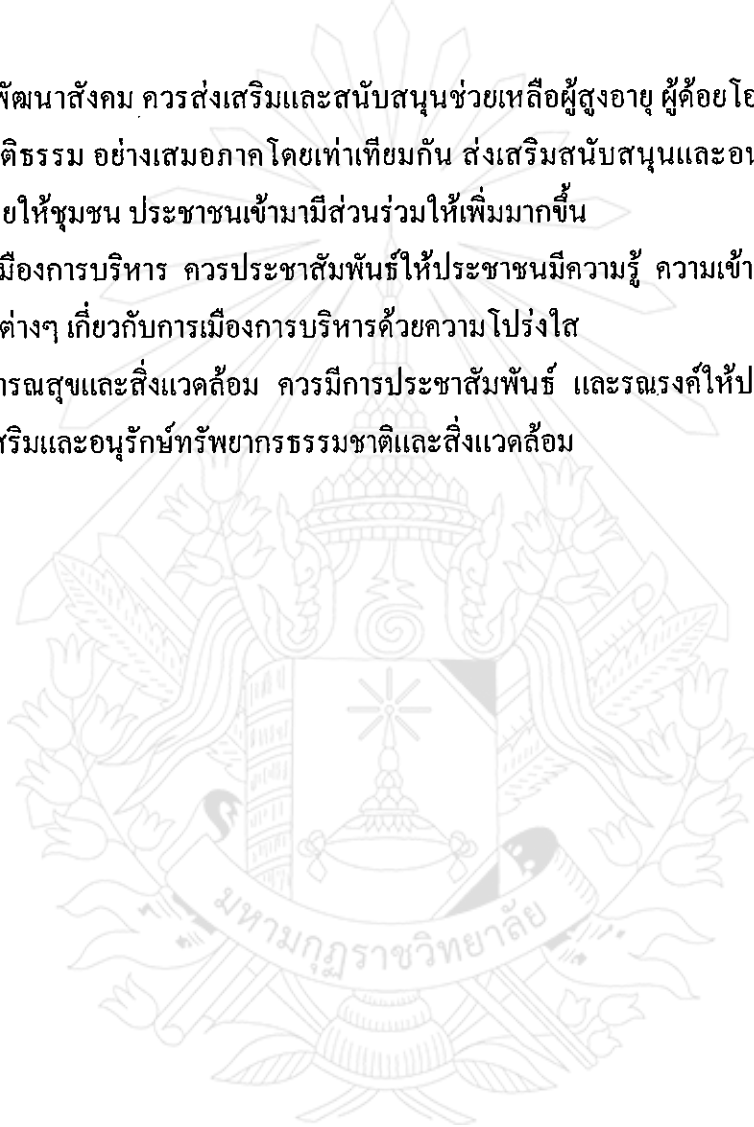 พัฒนาสังคม ควรส่งเสริมและสนับสนุนช่วยเหลือผู้สูงอายุ ผู้ด้อยโอ
ติธรรม อย่างเสมอภาคโดยเท่าเทียมกัน ส่งเสริมสนับสนุนและอน
ยให้ชุมชน ประชาชนเข้ามามีส่วนร่วมให้เพิ่มมากขึ้น
มืองการบริหาร ควรประชาสัมพันธ์ให้ประชาชนมีความรู้ ความเข้า
ต่างๆ เกี่ยวกับการเมืองการบริหารด้วยความโปร่งใส
ารณสุขและสิ่งแวดล้อม ควรมีการประชาสัมพันธ์ และรณรงค์ให้ป
สริมและอนุรักษ์ทรัพยากรธรรมชาติและสิ่งแวดล้อม
มหามกุฏราชวิทยาลัย